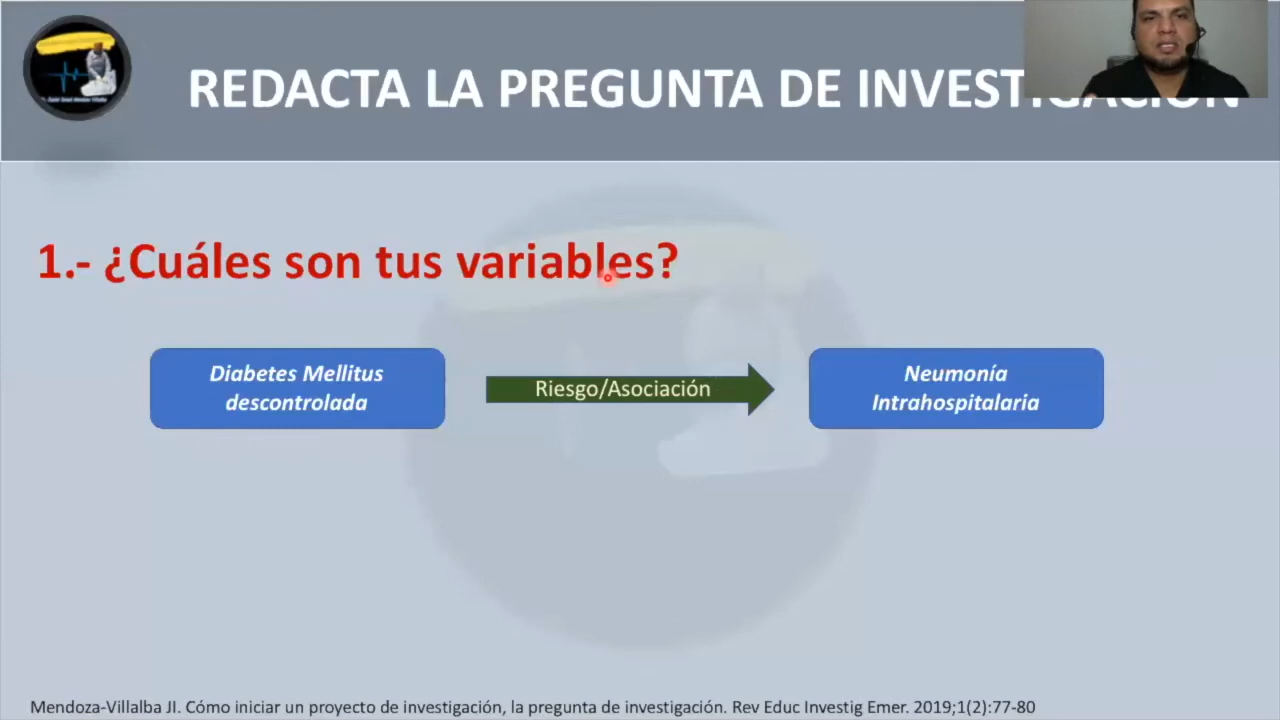 REDACTA LA PREGUNTA DE INVESTIGACIÓN
1.- ¿Cuáles son tus variables?
Diabetes Mellitus
descontrolada
Riesgo/Asociación
Neumonía
Intrahospitalaria
Mendoza-Villalba JI. Cómo iniciar un proyecto de investigación, la pregunta de investigación. Rev Educ Investig Emer. 2019;1(2):77-80